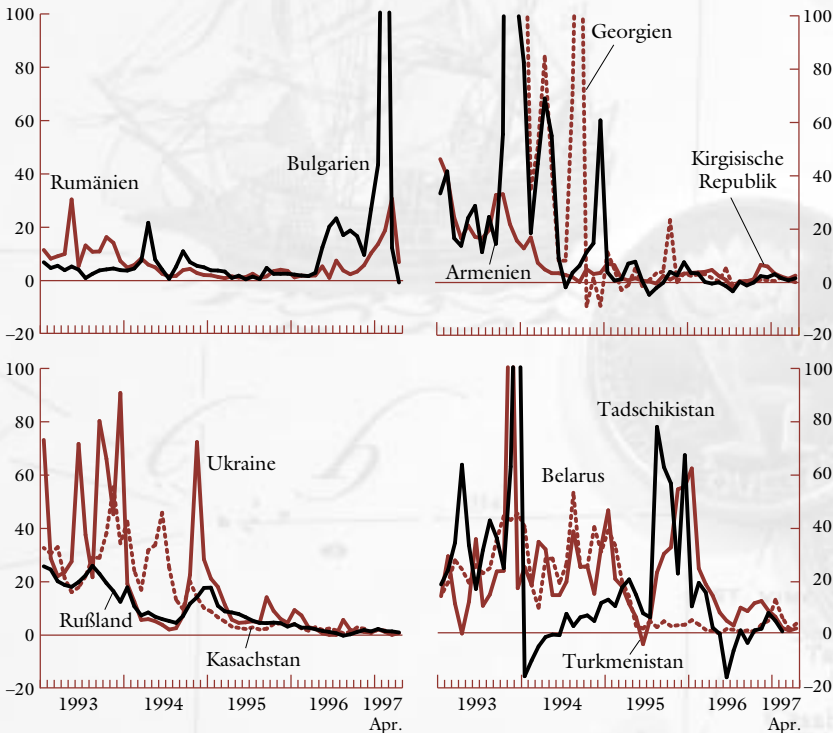 100
80
60
40
20
0
–20
Rumänien
Bulgarien
Georgien
Armenien
Kirgisische
Republik
100
80
60
40
20
0
–20
100
80
60
40
20
0
–20
Ukraine
Rußland
Kasachstan
1993 1994 1995 1996 1997
Apr.
Tadschikistan
Belarus
Turkmenistan
100
80
60
40
20
0
–20
1993 1994 1995 1996 1997
Apr.